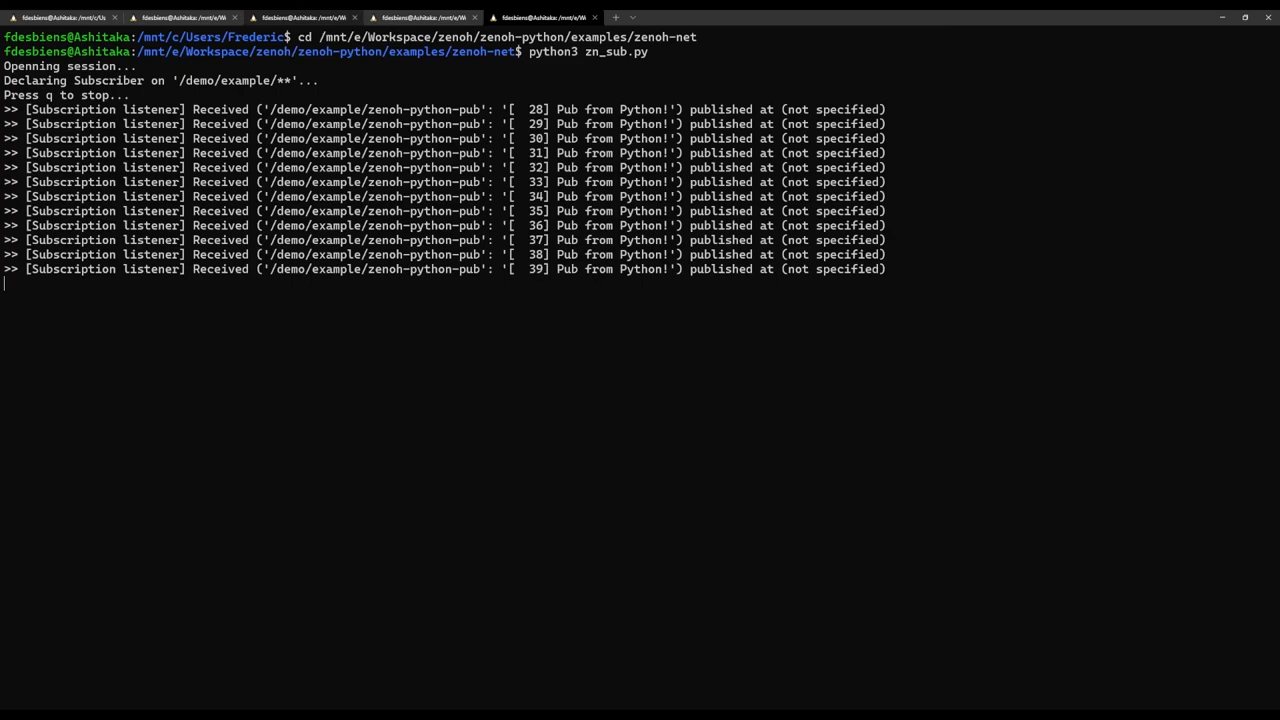 fdesbiens@Ashitaka: /mnt/c/Us fdesbiens@Ashitaka: /mnt/e/W fdesbiens@Ashitaka: /mnt/e/W fdesbiens@Ashitaka: /mnt/e/W fdesbiens@Ashitaka: /mnt/e/W
fdesbiens@Ashitaka:/mnt/c/Users/Frederic$ cd /mnt/e/Workspace/zenoh/zenoh-python/examples/zenoh-net
fdesbiens@Ashitaka:/mnt/e/Workspace/zenoh/zenoh-python/examples/zenoh-net$ python3 zn_sub.py
Openning session...
Declaring Subscriber on '/demo/example/**'...
Press q to stop...
>> [Subscription listener] Received ('/demo/example/zenoh-python-pub': '[  28] Pub from Python!') published at (not specified)
>> [Subscription listener] Received ('/demo/example/zenoh-python-pub': '[  29] Pub from Python!') published at (not specified)
>> [Subscription listener] Received ('/demo/example/zenoh-python-pub': '[  30] Pub from Python!') published at (not specified)
>> [Subscription listener] Received ('/demo/example/zenoh-python-pub': '[  31] Pub from Python!') published at (not specified)
>> [Subscription listener] Received ('/demo/example/zenoh-python-pub': '[  32] Pub from Python!') published at (not specified)
>> [Subscription listener] Received ('/demo/example/zenoh-python-pub': '[  33] Pub from Python!') published at (not specified)
>> [Subscription listener] Received ('/demo/example/zenoh-python-pub': '[  34] Pub from Python!') published at (not specified)
>> [Subscription listener] Received ('/demo/example/zenoh-python-pub': '[  35] Pub from Python!') published at (not specified)
>> [Subscription listener] Received ('/demo/example/zenoh-python-pub': '[  36] Pub from Python!') published at (not specified)
>> [Subscription listener] Received ('/demo/example/zenoh-python-pub': '[  37] Pub from Python!') published at (not specified)
>> [Subscription listener] Received ('/demo/example/zenoh-python-pub': '[  38] Pub from Python!') published at (not specified)
>> [Subscription listener] Received ('/demo/example/zenoh-python-pub': '[  39] Pub from Python!') published at (not specified)